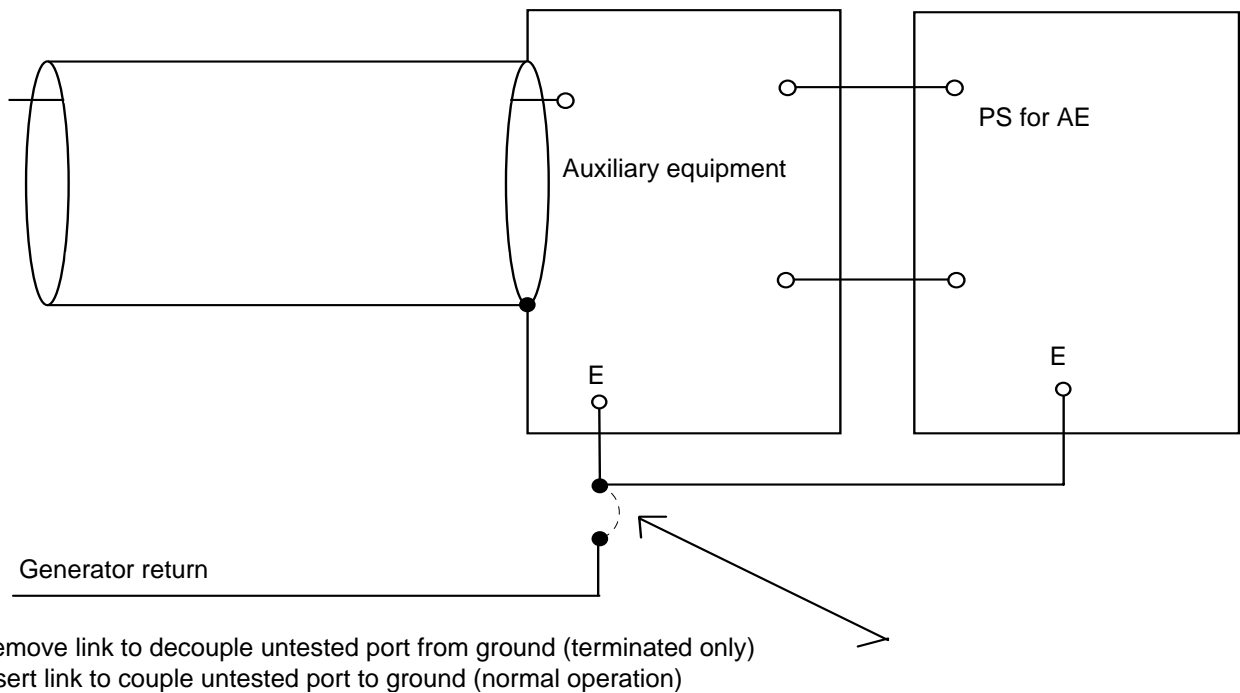 PS for AE
Auxiliary equipment
E
E
Generator return
emove link to decouple untested port from ground (terminated only)
sert link to couple untested port to ground (normal operation)